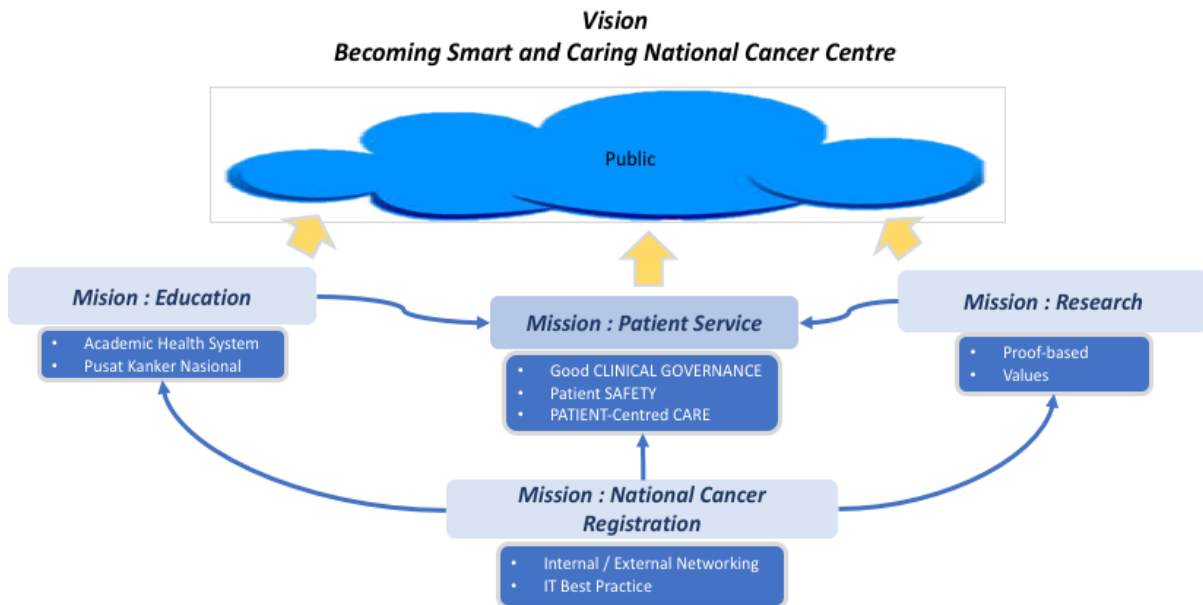 Vision
Becoming Smart and Caring National Cancer Centre
Public
Mision : Education
• Academic Health System
• Pusat Kanker Nasional
Mission : Patient Service
• Good CLINICAL GOVERNANCE
• Patient SAFETY
• PATIENT-Centred CARE
Mission : Research
• Proof-based
• Values
Mission : National Cancer
Registration
• Internal / External Networking
• IT Best Practice